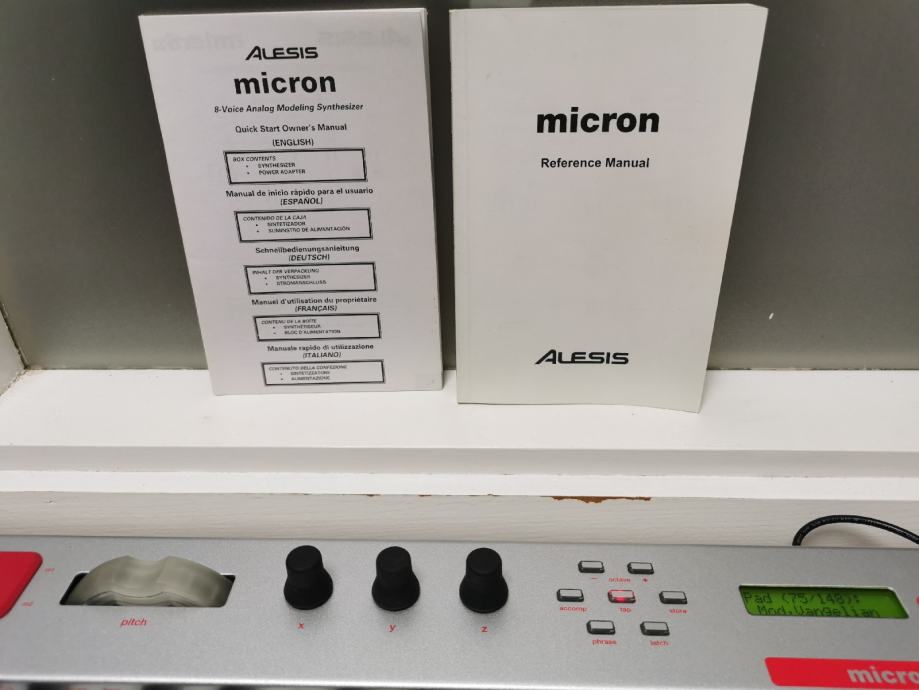 ALESIS
micron
8-Voice Analog Modeling Synthesizer
Quick Start Owner's Manual
(ENGLISH)
BOX CONTENTS
• SYNTHESIZER
• POWER ADAPTER
Manual de inicio rápido para el usuario
(ESPAÑOL)
CONTENIDO DE LA CAJA
• SINTETIZADOR
• SUMINSTRO DE ALIMENTACIÓN
Schnellbedienungsanleitung
(DEUTSCH)
INHALT DER VERPACKUNG
• SYNTHESIZER
• STROMANSCHLUSS
Manuel d'utilisation du propriétaire
(FRANÇAIS)
CONTENU DE LA BOÎTE
• SYNTHÉTISEUR
• BLOC D'ALIMENTATION
Manuale rapido di utilizzazione
(ITALIANO)
CONTENUTO DELLA CONFEZIONE
• SINTETIZZATORE
• ALIMENTAZIONE
micron
Reference Manual
ALESIS
m1
m2
pitch
x
y
z
- octave +
accomp
tap
store
phrase
latch
Pad (75/140):
Mod.Vangelian
micro